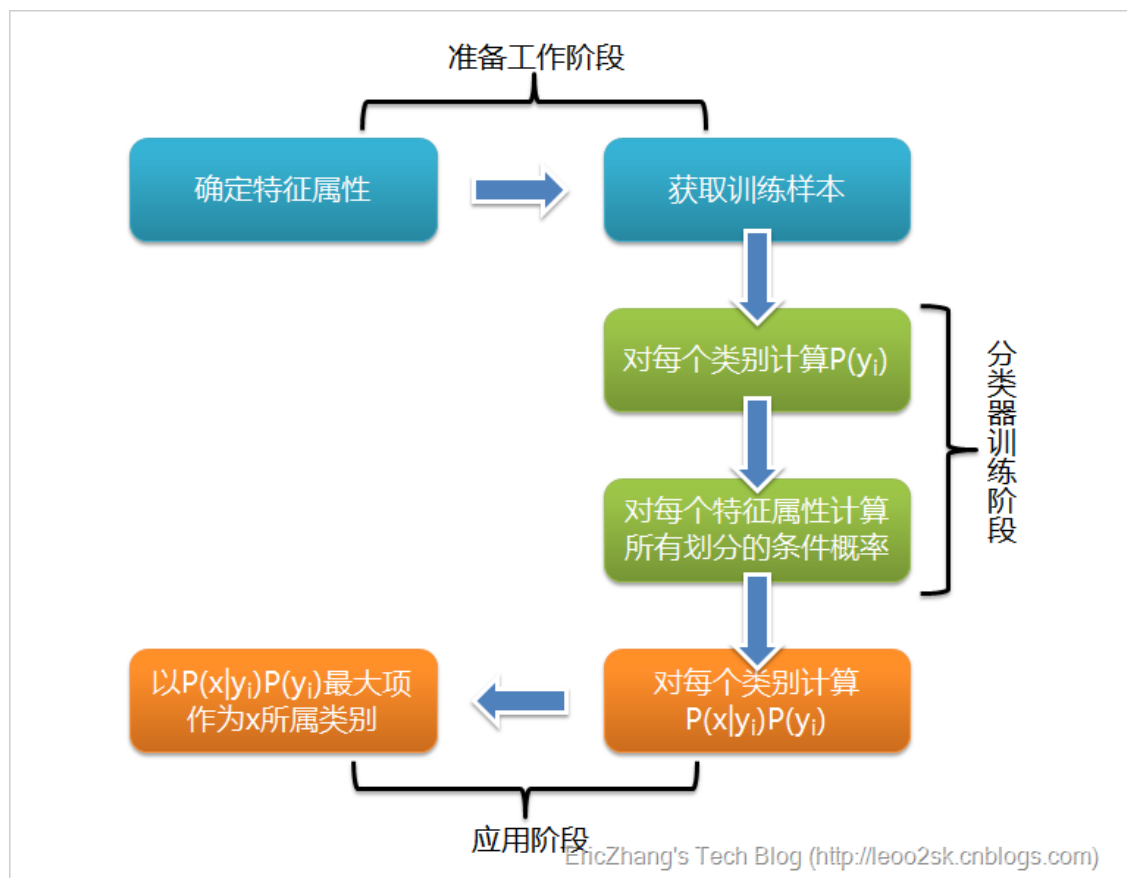 准备工作阶段
确定特征属性
获取训练样本
对每个类别计算P(yᵢ)
分类器训练阶段
对每个特征属性计算
所有划分的条件概率
以P(x|yᵢ)P(yᵢ)最大项
作为x所属类别
对每个类别计算
P(x|yᵢ)P(yᵢ)
应用阶段
EricZhang's Tech Blog (http://leoo2sk.cnblogs.com)